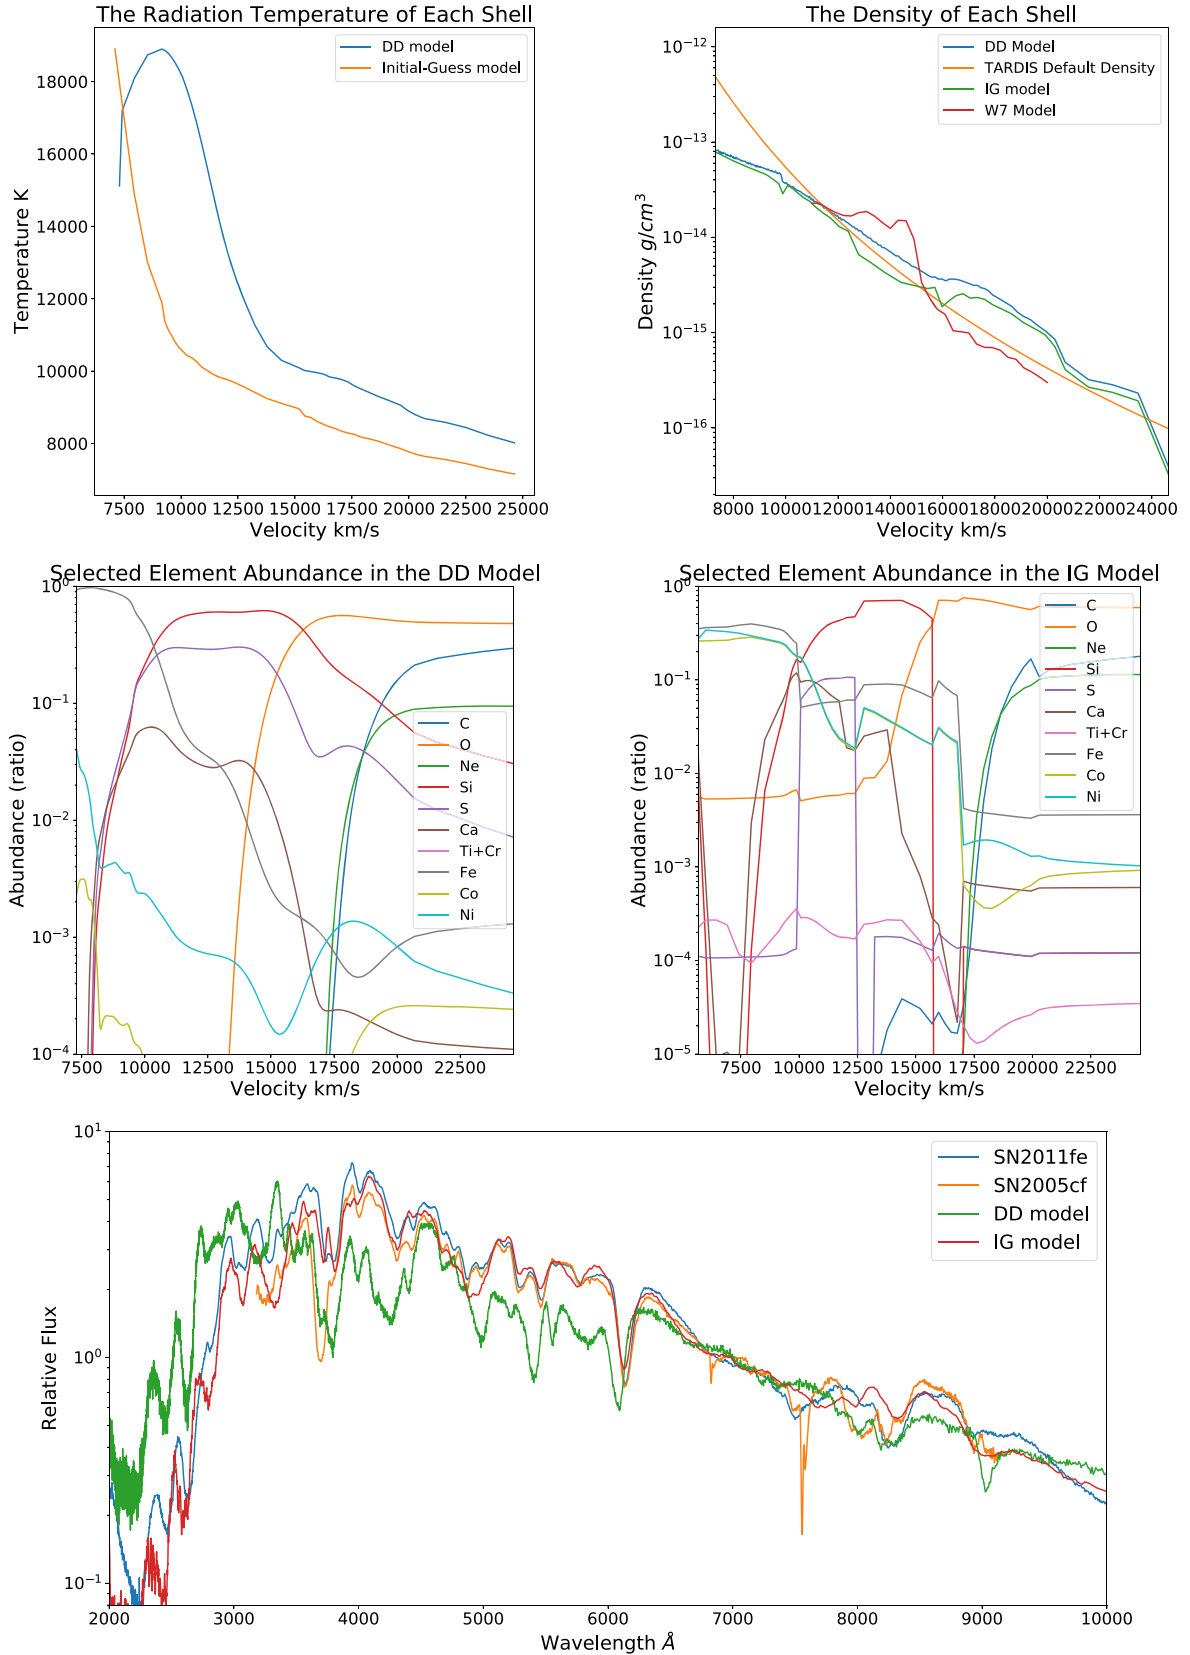 The Radiation Temperature of Each Shell
DD model
Initial-Guess model
18000
16000
14000
12000
10000
8000
Temperature K
7500 10000 12500 15000 17500 20000 22500 25000
Velocity km/s
The Density of Each Shell
DD Model
TARDIS Default Density
IG model
W7 Model
10⁻¹²
10⁻¹³
10⁻¹⁴
10⁻¹⁵
10⁻¹⁶
Density g/cm³
8000 10000 12000 14000 16000 18000 20000 22000 24000
Velocity km/s
Selected Element Abundance in the DD Model
C
O
Ne
Si
S
Ca
Ti+Cr
Fe
Co
Ni
10⁰
10⁻¹
10⁻²
10⁻³
10⁻⁴
Abundance (ratio)
7500 10000 12500 15000 17500 20000 22500
Velocity km/s
Selected Element Abundance in the IG Model
C
O
Ne
Si
S
Ca
Ti+Cr
Fe
Co
Ni
10⁰
10⁻¹
10⁻²
10⁻³
10⁻⁴
10⁻⁵
Abundance (ratio)
7500 10000 12500 15000 17500 20000 22500
Velocity km/s
SN2011fe
SN2005cf
DD model
IG model
10¹
10⁰
10⁻¹
Relative Flux
2000 3000 4000 5000 6000 7000 8000 9000 10000
Wavelength Å